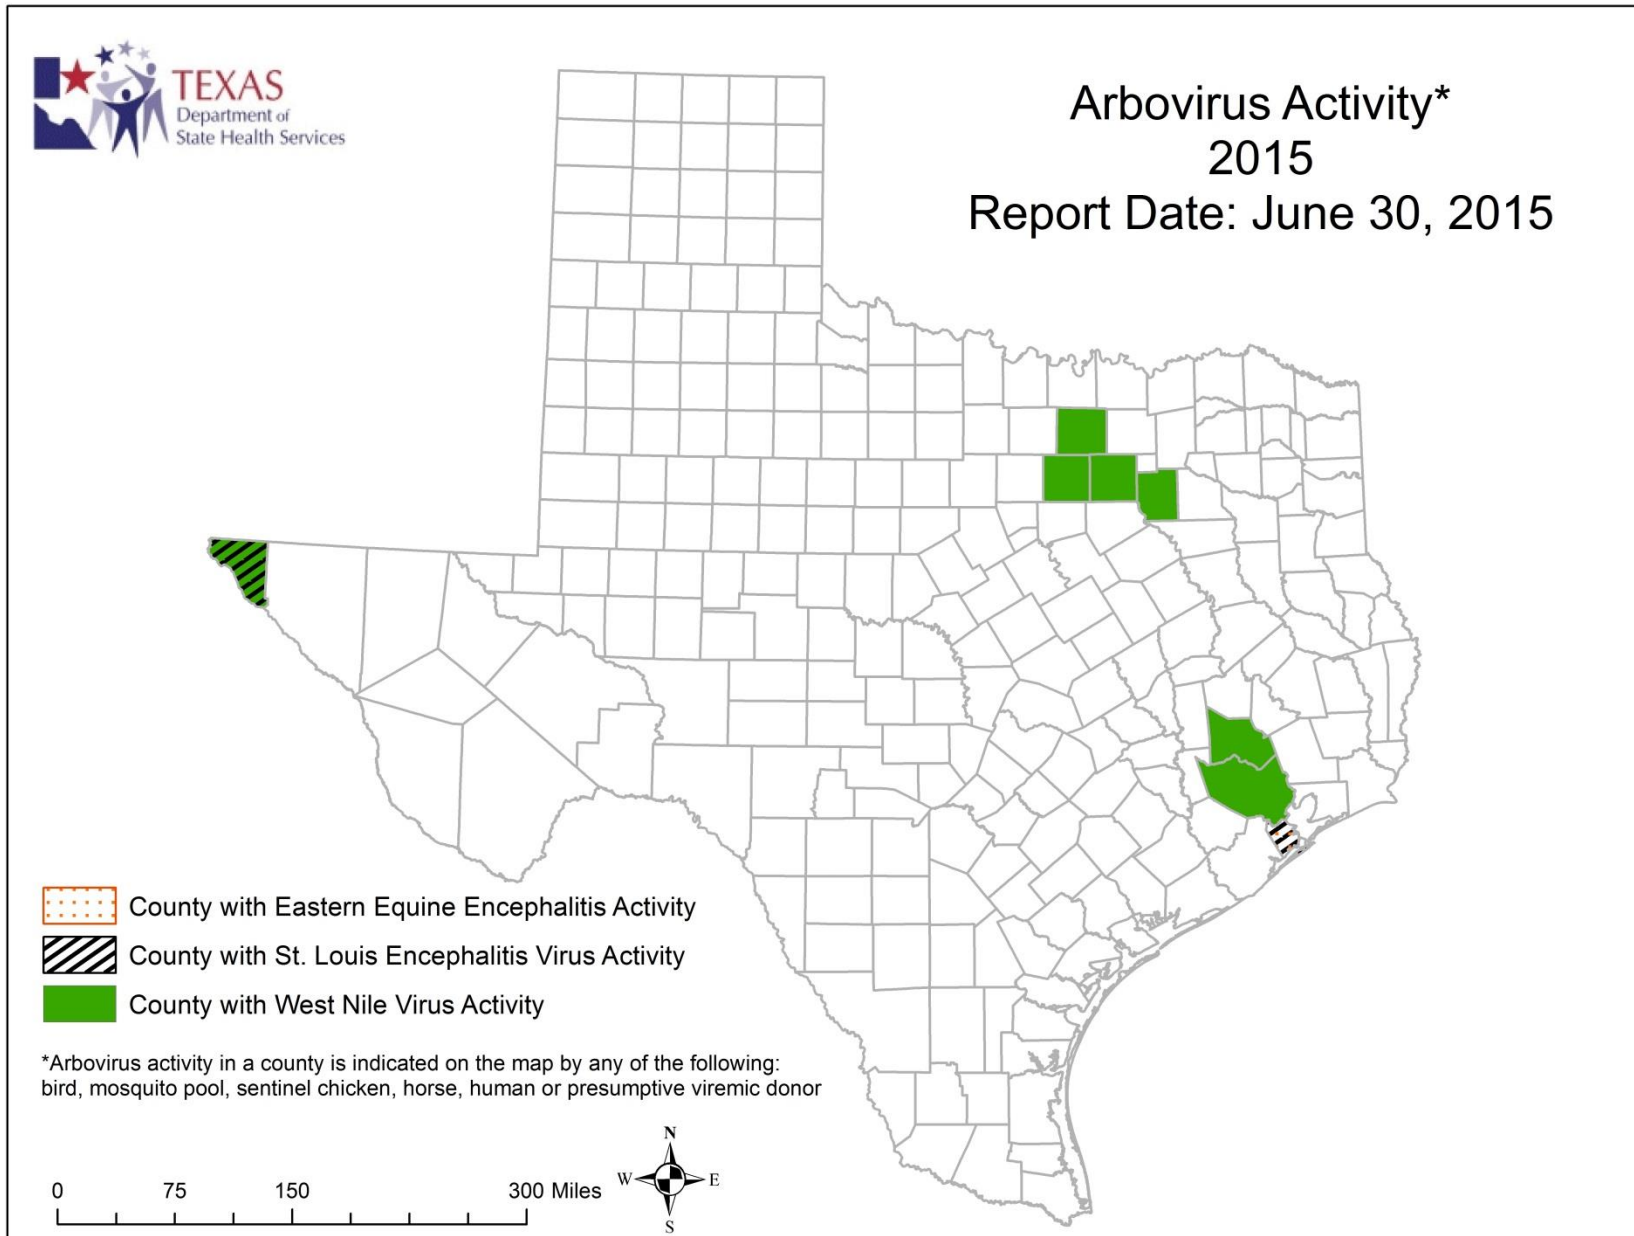 TEXAS
Department of
State Health Services
Arbovirus Activity*
2015
Report Date: June 30, 2015
County with Eastern Equine Encephalitis Activity
County with St. Louis Encephalitis Virus Activity
County with West Nile Virus Activity
*Arbovirus activity in a county is indicated on the map by any of the following:
bird, mosquito pool, sentinel chicken, horse, human or presumptive viremic donor
0 75 150 300 Miles
N
W E
S